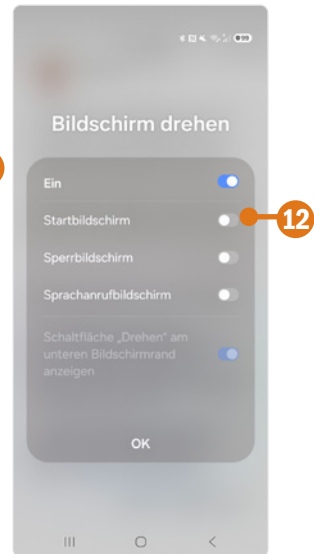 Bildschirm drehen
Ein
Startbildschirm
12
Sperrbildschirm
Sprachanrufbildschirm
Schaltfläche „Drehen“ am
unteren Bildschirmrand
anzeigen
OK